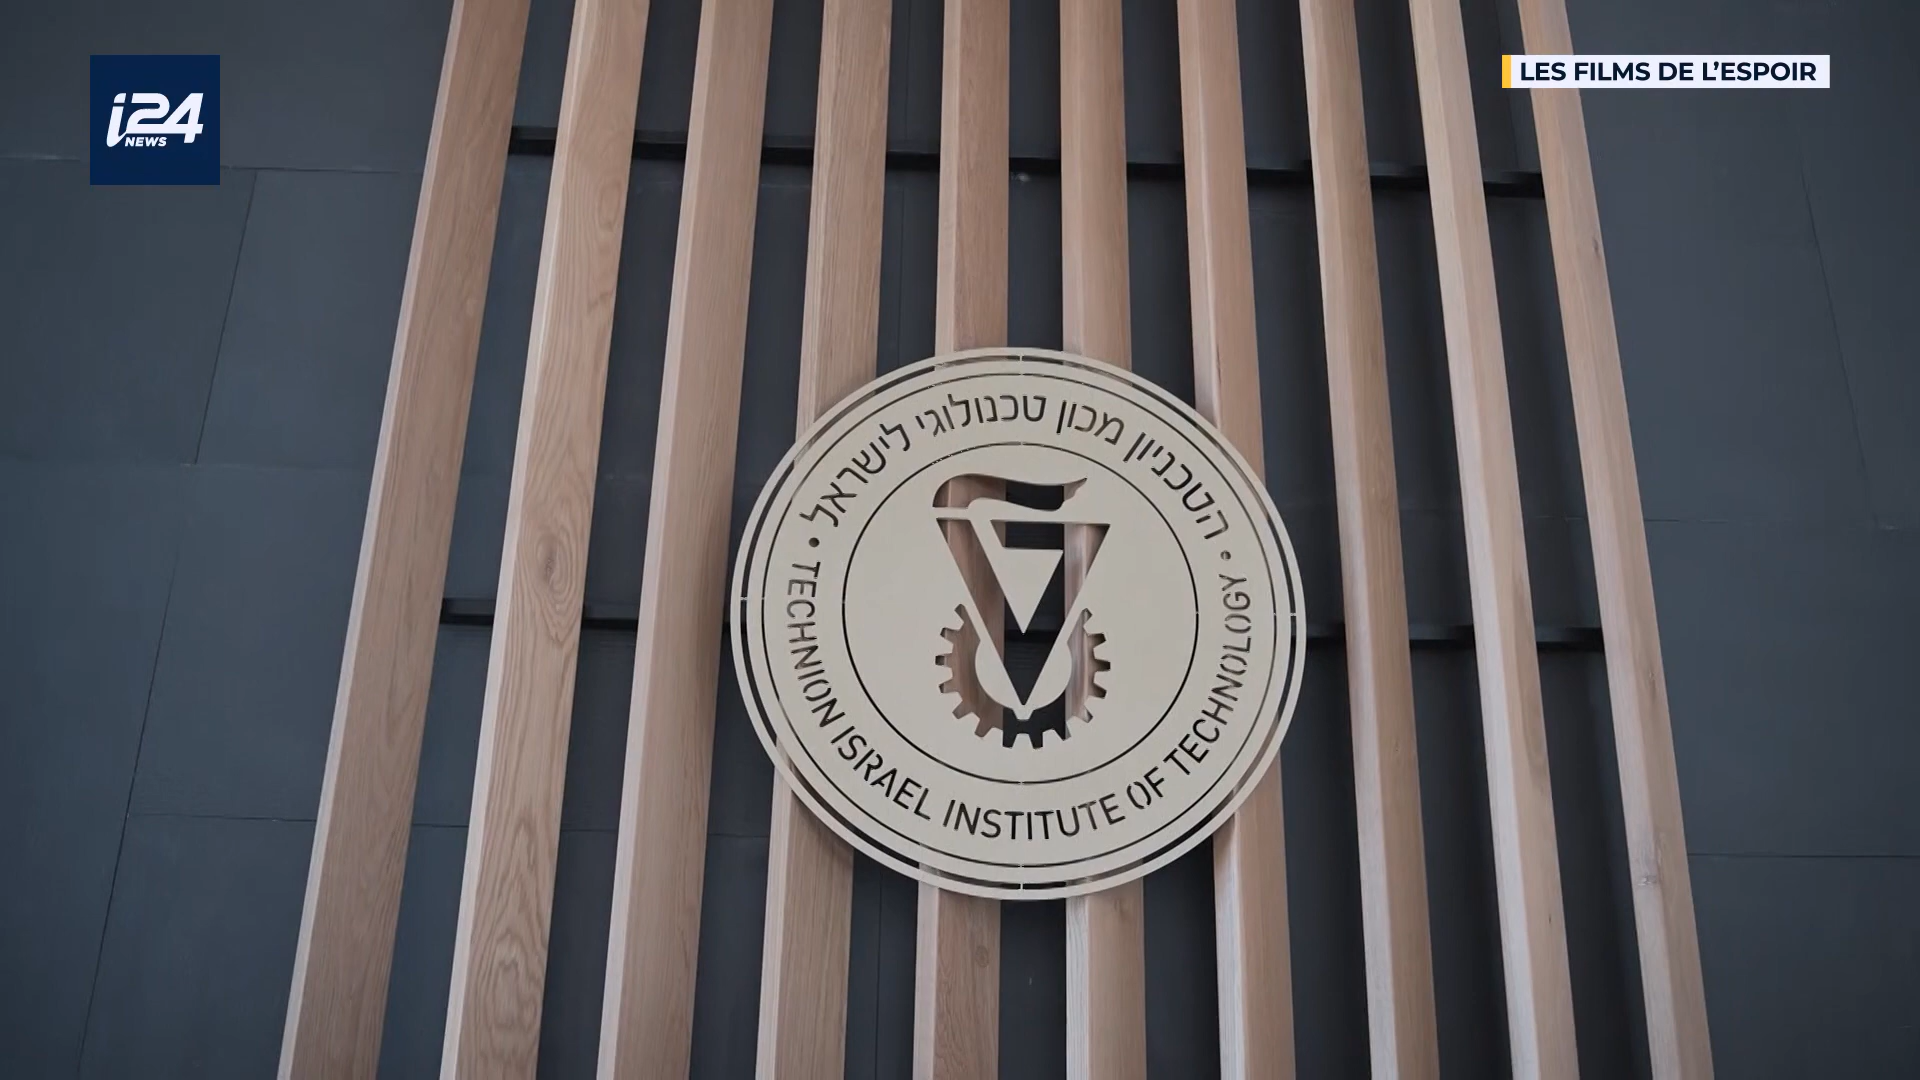 i24
NEWS
LES FILMS DE L’ESPOIR
הטכניון מכון טכנולוגי לישראל
TECHNION ISRAEL INSTITUTE OF TECHNOLOGY